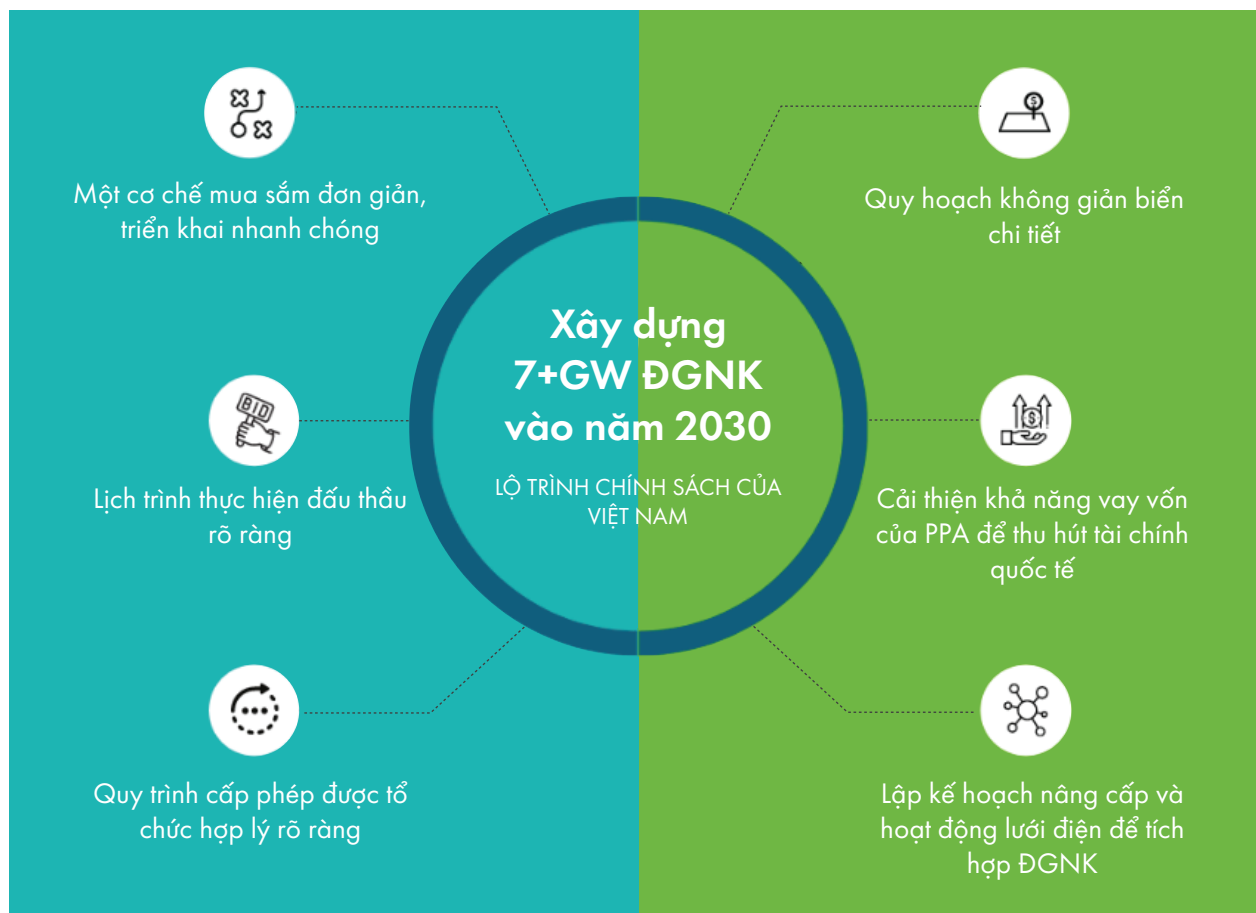 Một cơ chế mua sắm đơn giản,
triển khai nhanh chóng
Lịch trình thực hiện đấu thầu
rõ ràng
Quy trình cấp phép được tổ
chức hợp lý rõ ràng
Xây dựng
7+GW ĐGNK
vào năm 2030
LỘ TRÌNH CHÍNH SÁCH CỦA
VIỆT NAM
Quy hoạch không giản biển
chi tiết
Cải thiện khả năng vay vốn
của PPA để thu hút tài chính
quốc tế
Lập kế hoạch nâng cấp và
hoạt động lưới điện để tích
hợp ĐGNK
BID